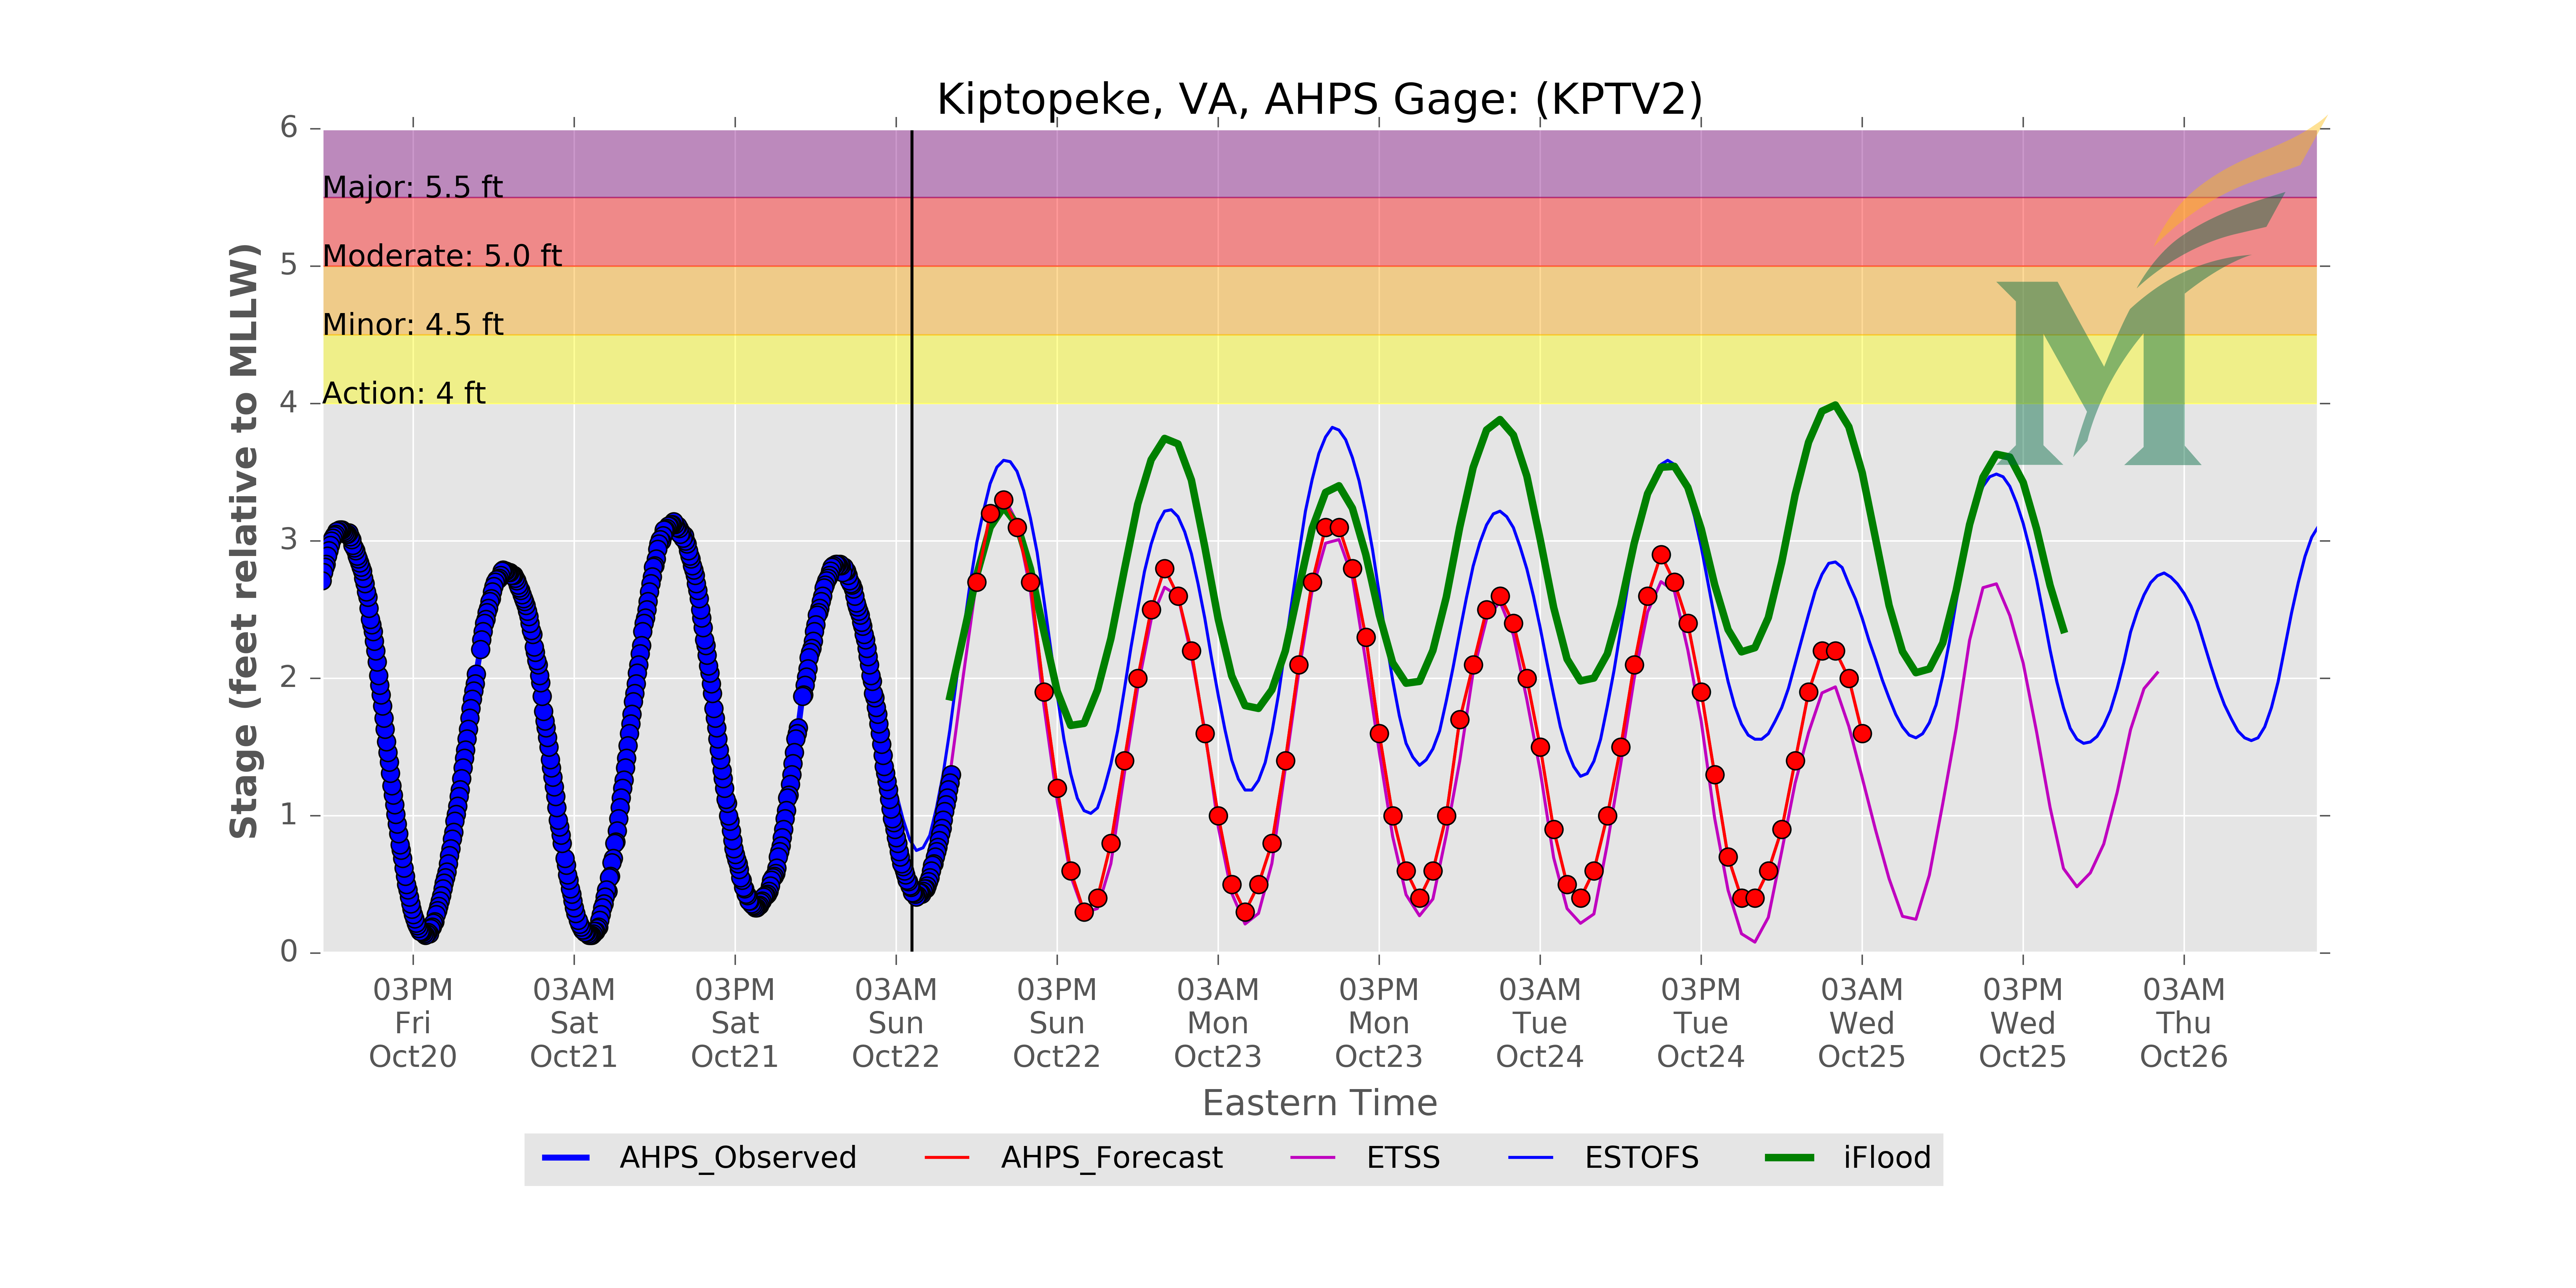 Kiptopeke, VA, AHPS Gage: (KPTV2)
Stage (feet relative to MLLW)
6
5
4
3
2
1
0
Major: 5.5 ft
Moderate: 5.0 ft
Minor: 4.5 ft
Action: 4 ft
03PM 03AM 03PM 03AM 03PM 03AM 03PM 03AM 03PM 03AM 03PM 03AM
Fri Sat Sat Sun Sun Mon Mon Tue Tue Wed Wed Thu
Oct20 Oct21 Oct21 Oct22 Oct22 Oct23 Oct23 Oct24 Oct24 Oct25 Oct25 Oct26
Eastern Time
AHPS_Observed AHPS_Forecast ETSS ESTOFS iFlood
M